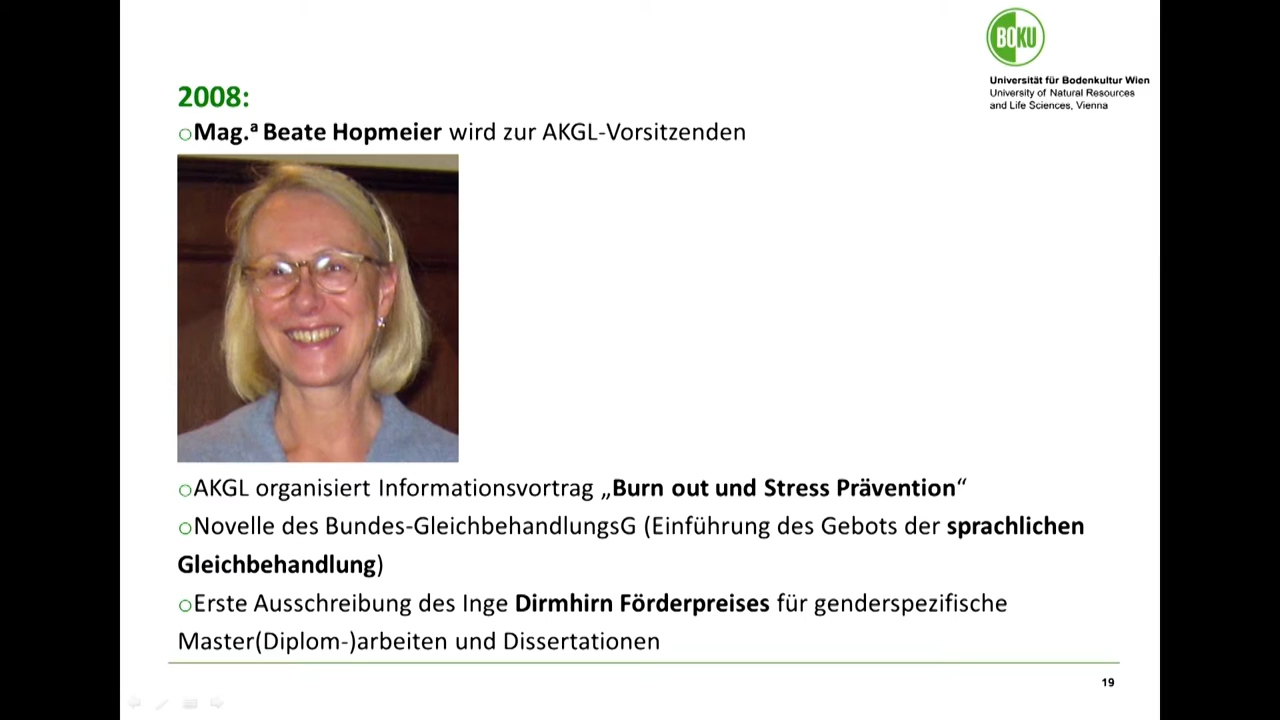 BOKU
Universität für Bodenkultur Wien
University of Natural Resources
and Life Sciences, Vienna
2008:
○Mag.ª Beate Hopmeier wird zur AKGL-Vorsitzenden
○AKGL organisiert Informationsvortrag „Burn out und Stress Prävention“
○Novelle des Bundes-GleichbehandlungsG (Einführung des Gebots der sprachlichen
Gleichbehandlung)
○Erste Ausschreibung des Inge Dirmhirn Förderpreises für genderspezifische
Master(Diplom-)arbeiten und Dissertationen
19